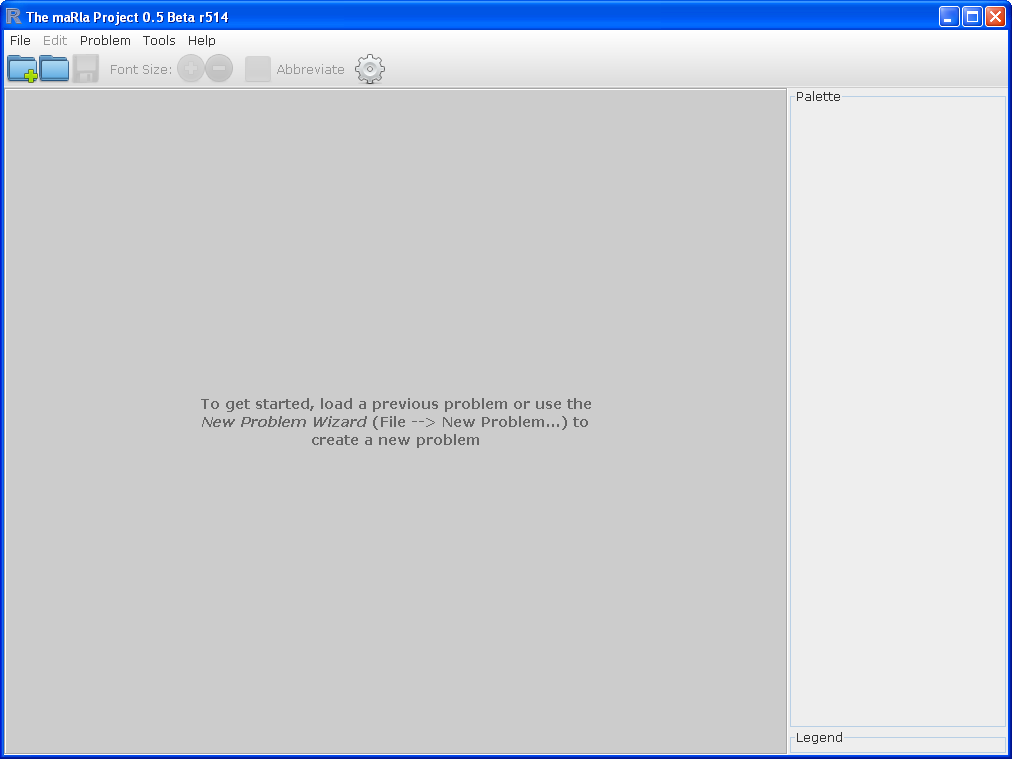 The maRla Project 0.5 Beta r514
File Edit Problem Tools Help
Font Size: Abbreviate
Palette
To get started, load a previous problem or use the
New Problem Wizard (File --> New Problem...) to
create a new problem
Legend